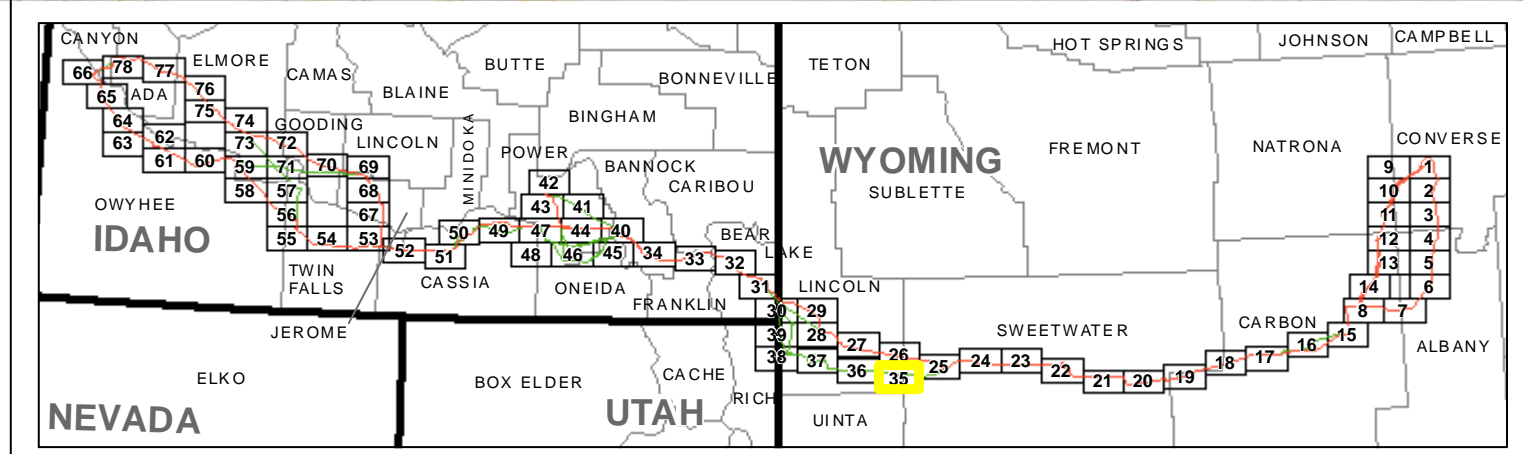 CANYON
HOT SPRINGS
JOHNSON
CAMPBELL
ELMORE
BUTTE
TETON
66
78
77
CAMAS
BONNEVILLE
65
ADA
76
BLAINE
75
64
74
GOODING
BINGHAM
63
62
73
72
LINCOLN
MINIDOKA
POWER
WYOMING
FREMONT
NATRONA
CONVERSE
61
60
59
71
70
69
BANNOCK
9
1
58
57
68
42
CARIBOU
SUBLETTE
10
2
OWYHEE
56
67
43
41
11
3
IDAHO
55
54
53
52
51
50
49
47
44
40
BEAR
LAKE
12
4
48
46
45
34
33
32
13
5
TWIN
FALLS
CASSIA
ONEIDA
31
LINCOLN
14
6
FRANKLIN
30
29
8
7
JEROME
39
28
SWEETWATER
CARBON
15
38
37
27
26
16
ALBANY
36
35
25
24
23
22
21
20
19
18
17
ELKO
BOX ELDER
CACHE
RICH
NEVADA
UTAH
UINTA